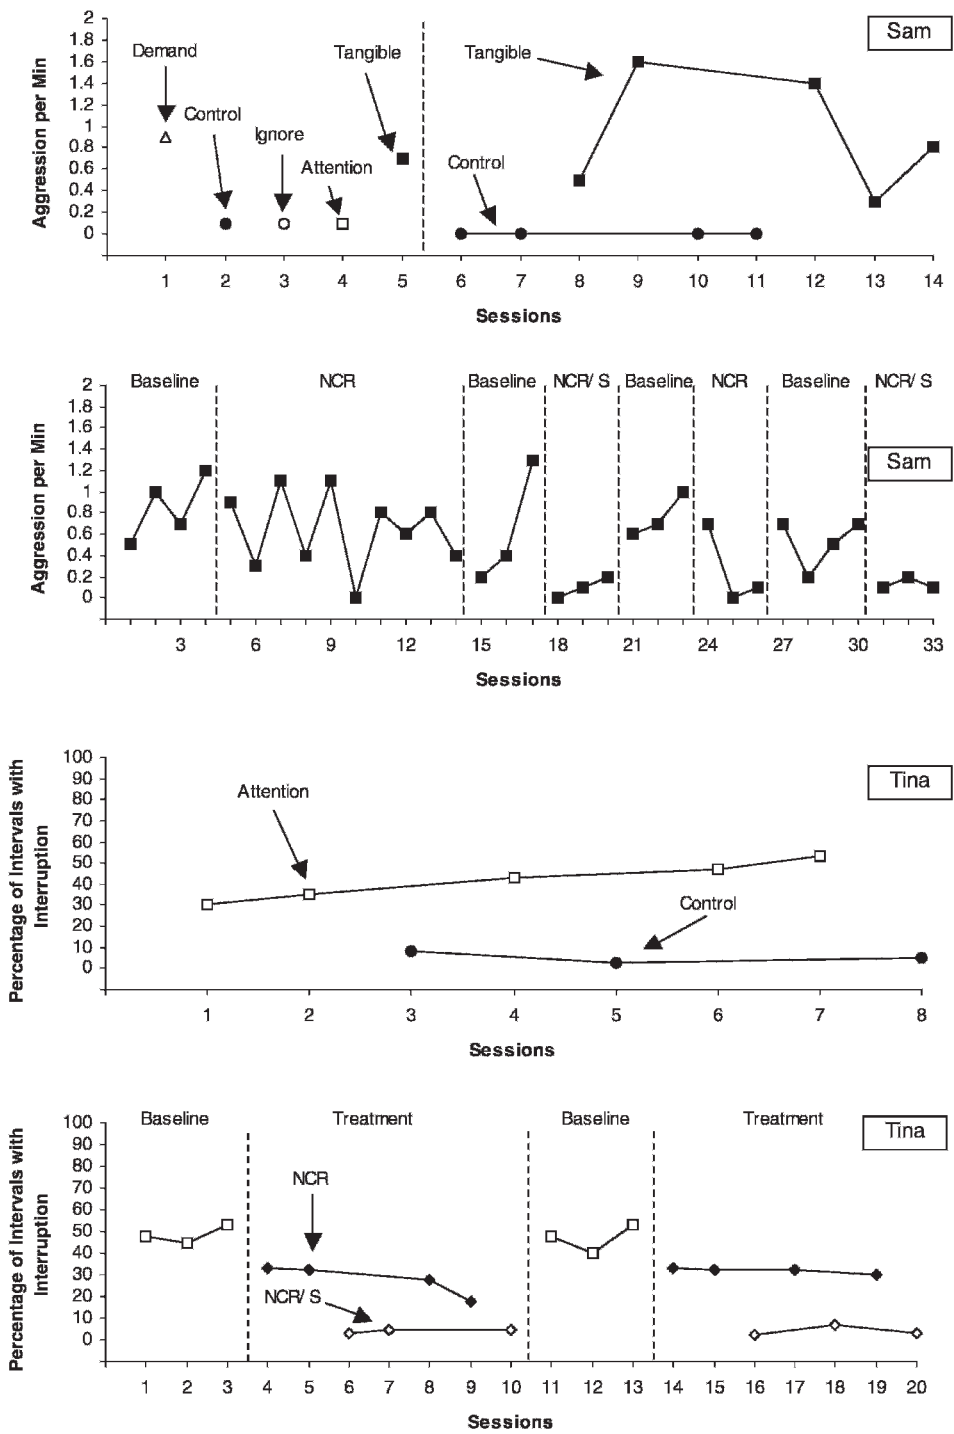 2
1.8
1.6
1.4
1.2
1
0.8
0.6
0.4
0.2
0
Aggression per Min
Sam
Demand
Control
Ignore
Attention
Tangible
Tangible
Control
1 2 3 4 5 6 7 8 9 10 11 12 13 14
Sessions
Baseline NCR Baseline NCR/ S Baseline NCR Baseline NCR/ S
2
1.8
1.6
1.4
1.2
1
0.8
0.6
0.4
0.2
0
Aggression per Min
Sam
3 6 9 12 15 18 21 24 27 30 33
Sessions
100
90
80
70
60
50
40
30
20
10
0
Percentage of Intervals with
Interruption
Tina
Attention
Control
1 2 3 4 5 6 7 8
Sessions
Baseline Treatment Baseline Treatment
100
90
80
70
60
50
40
30
20
10
0
Percentage of Intervals with
Interruption
Tina
NCR
NCR/ S
1 2 3 4 5 6 7 8 9 10 11 12 13 14 15 16 17 18 19 20
Sessions